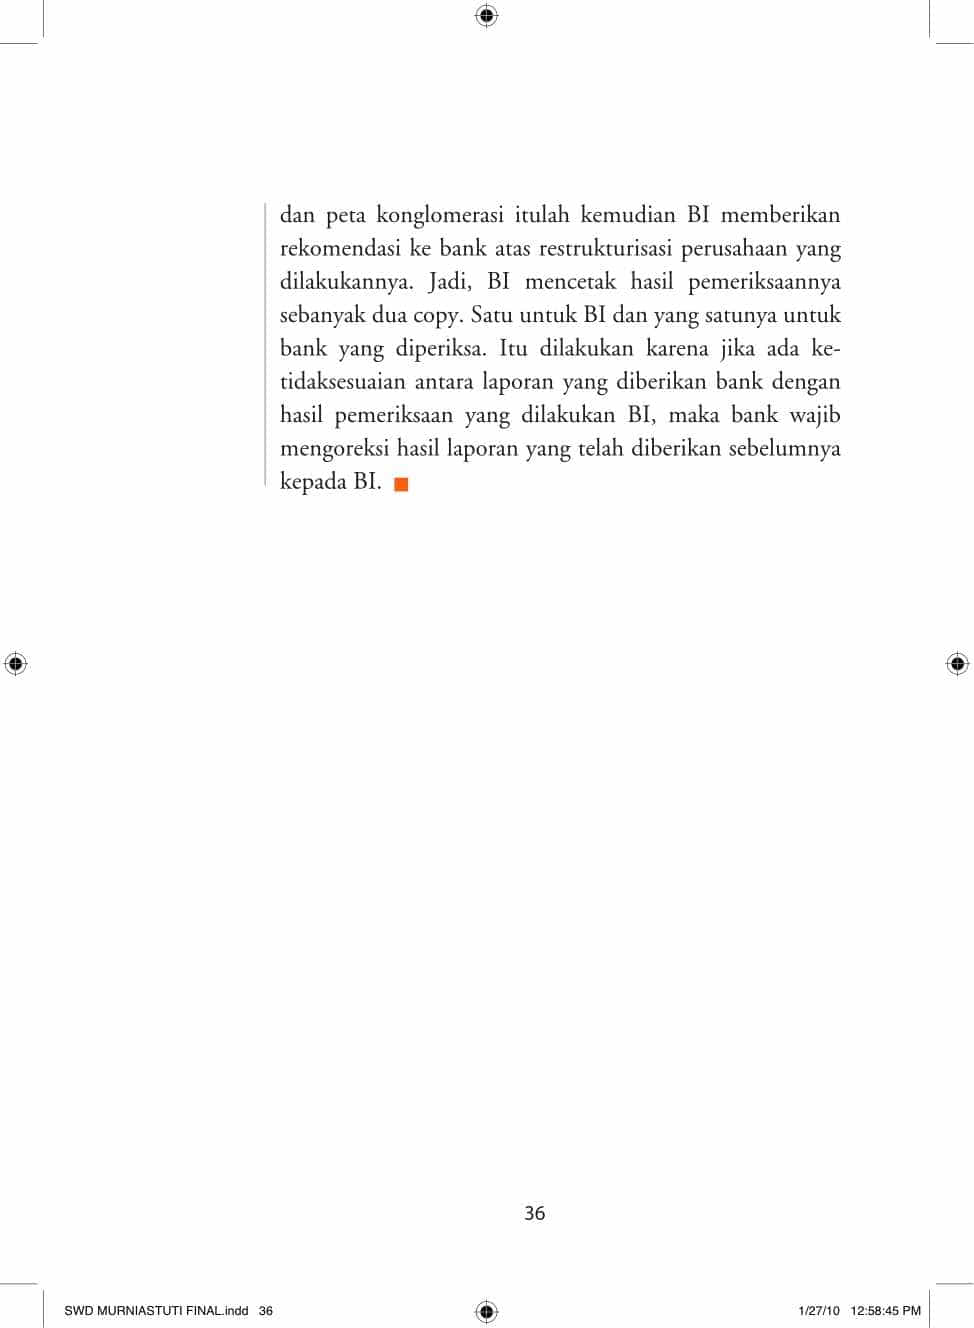 dan peta konglomerasi itulah kemudian BI memberikan
rekomendasi ke bank atas restrukturisasi perusahaan yang
dilakukannya. Jadi, BI mencetak hasil pemeriksaannya
sebanyak dua copy. Satu untuk BI dan yang satunya untuk
bank yang diperiksa. Itu dilakukan karena jika ada ke-
tidaksesuaian antara laporan yang diberikan bank dengan
hasil pemeriksaan yang dilakukan BI, maka bank wajib
mengoreksi hasil laporan yang telah diberikan sebelumnya
kepada BI.
36
SWD MURNIASTUTI FINAL.indd 36
1/27/10 12:58:45 PM